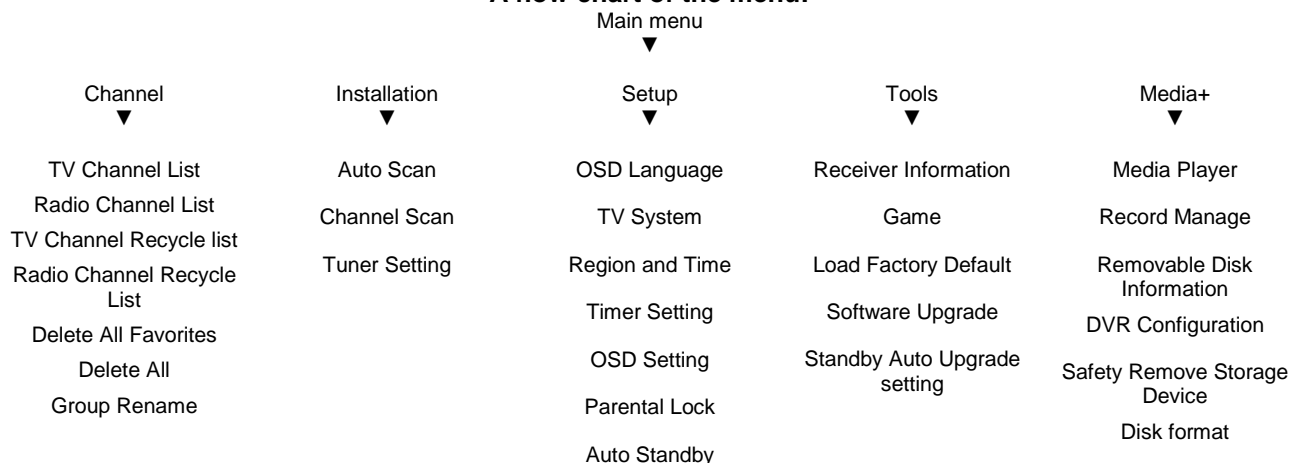 A flow chart of the menu:
Main menu
▼
Channel
▼
TV Channel List
Radio Channel List
TV Channel Recycle list
Radio Channel Recycle
List
Delete All Favorites
Delete All
Group Rename
Installation
▼
Auto Scan
Channel Scan
Tuner Setting
Setup
▼
OSD Language
TV System
Region and Time
Timer Setting
OSD Setting
Parental Lock
Auto Standby
Tools
▼
Receiver Information
Game
Load Factory Default
Software Upgrade
Standby Auto Upgrade
setting
Media+
▼
Media Player
Record Manage
Removable Disk
Information
DVR Configuration
Safety Remove Storage
Device
Disk format